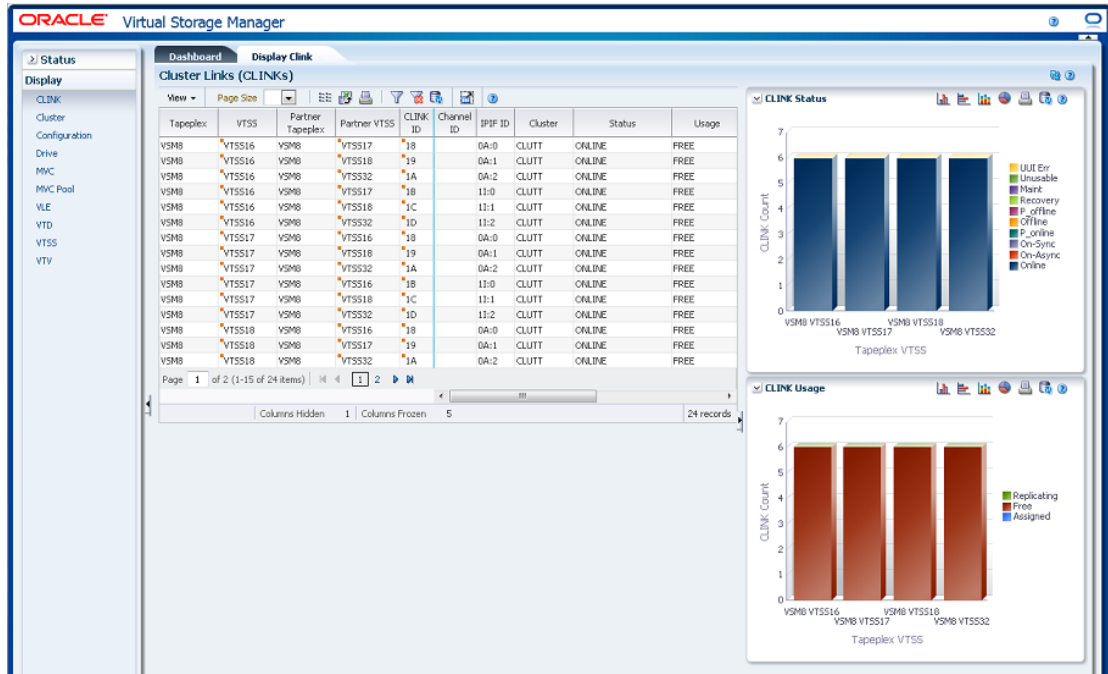 ORACLE Virtual Storage Manager
Status
Dashboard Display Clink
Display
CLINK
Cluster
Configuration
Drive
MVC
MVC Pool
VLE
VTD
VTSS
VTV
Cluster Links (CLINKs)
View Page Size
Tapeplex VTSS Partner Tapeplex Partner VTSS CLINK ID Channel ID IPIF ID Cluster Status Usage
VSM8 VTSS16 VSM8 VTSS17 18 0A:0 CLUTT ONLINE FREE
VSM8 VTSS16 VSM8 VTSS18 19 0A:1 CLUTT ONLINE FREE
VSM8 VTSS16 VSM8 VTSS32 1A 0A:2 CLUTT ONLINE FREE
VSM8 VTSS16 VSM8 VTSS17 1B 1I:0 CLUTT ONLINE FREE
VSM8 VTSS16 VSM8 VTSS18 1C 1I:1 CLUTT ONLINE FREE
VSM8 VTSS16 VSM8 VTSS32 1D 1I:2 CLUTT ONLINE FREE
VSM8 VTSS17 VSM8 VTSS16 18 0A:0 CLUTT ONLINE FREE
VSM8 VTSS17 VSM8 VTSS18 19 0A:1 CLUTT ONLINE FREE
VSM8 VTSS17 VSM8 VTSS32 1A 0A:2 CLUTT ONLINE FREE
VSM8 VTSS17 VSM8 VTSS16 1B 1I:0 CLUTT ONLINE FREE
VSM8 VTSS17 VSM8 VTSS18 1C 1I:1 CLUTT ONLINE FREE
VSM8 VTSS17 VSM8 VTSS32 1D 1I:2 CLUTT ONLINE FREE
VSM8 VTSS18 VSM8 VTSS16 18 0A:0 CLUTT ONLINE FREE
VSM8 VTSS18 VSM8 VTSS17 19 0A:1 CLUTT ONLINE FREE
VSM8 VTSS18 VSM8 VTSS32 1A 0A:2 CLUTT ONLINE FREE
Page 1 of 2 (1-15 of 24 items) 1 2
Columns Hidden 1 Columns Frozen 5 24 records
CLINK Status
7
6
5
4
3
2
1
0
CLINK Count
VSM8 VTSS16 VSM8 VTSS18
VSM8 VTSS17 VSM8 VTSS32
Tapeplex VTSS
UUI Err
Unusable
Maint
Recovery
P_offline
Offline
P_online
On-Sync
On-Async
Online
CLINK Usage
7
6
5
4
3
2
1
0
CLINK Count
VSM8 VTSS16 VSM8 VTSS18
VSM8 VTSS17 VSM8 VTSS32
Tapeplex VTSS
Replicating
Free
Assigned